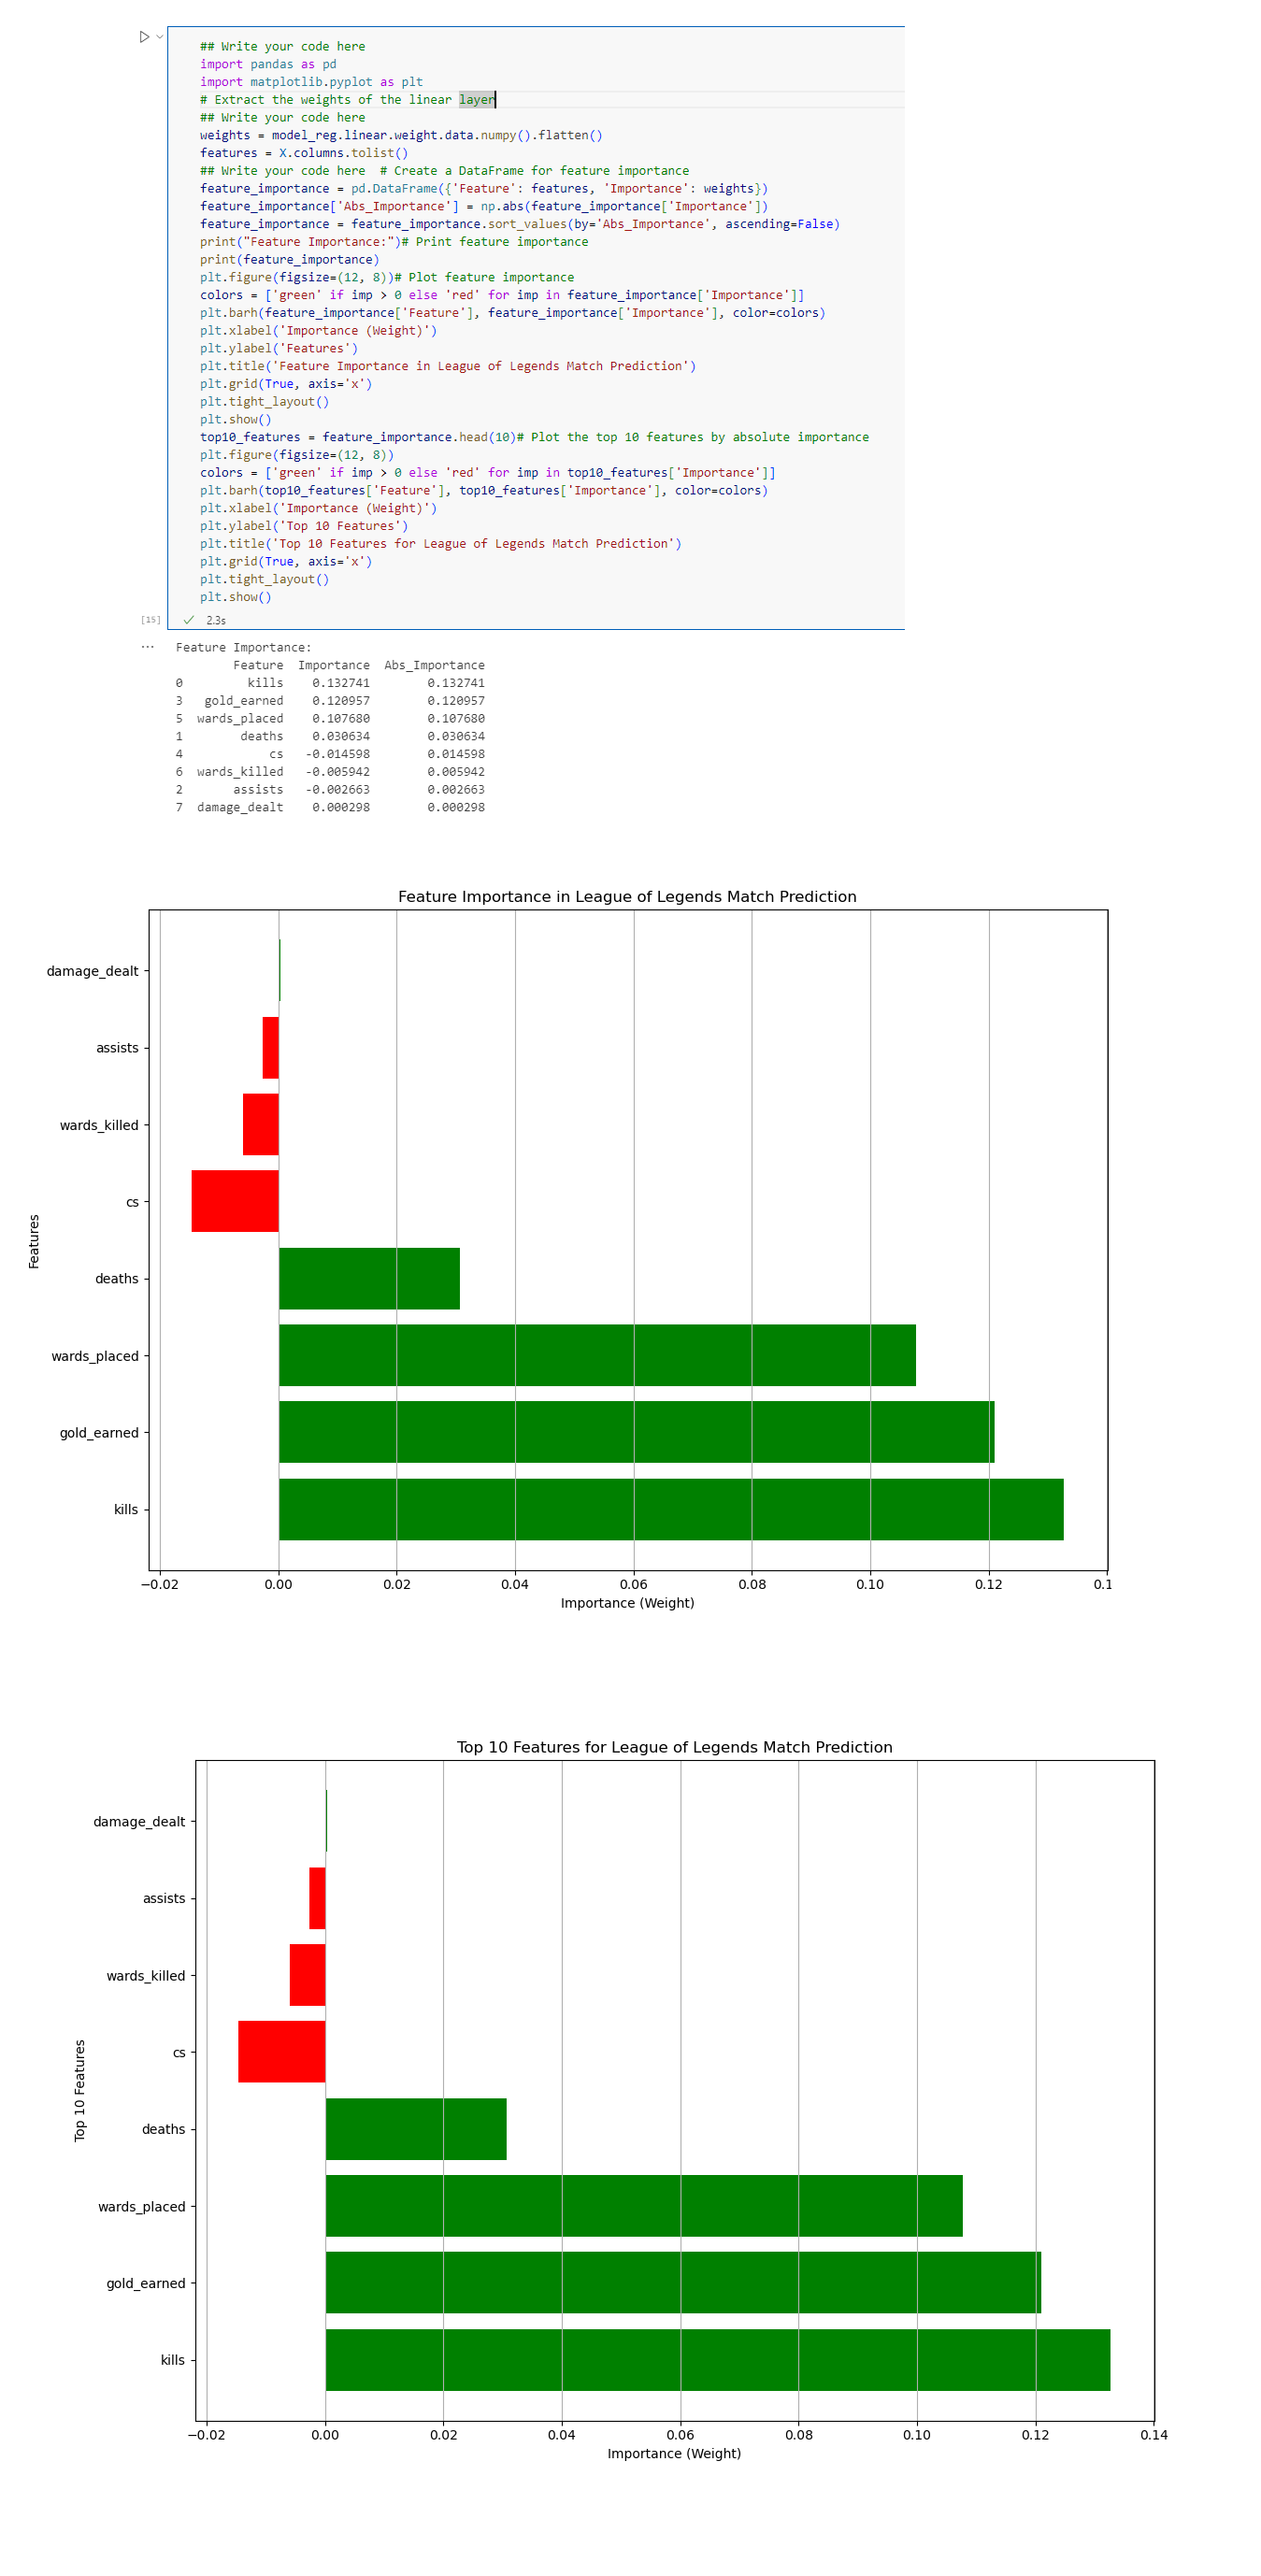 ## Write your code here
import pandas as pd
import matplotlib.pyplot as plt
# Extract the weights of the linear layer
## Write your code here
weights = model_reg.linear.weight.data.numpy().flatten()
features = X.columns.tolist()
## Write your code here  # Create a DataFrame for feature importance
feature_importance = pd.DataFrame({'Feature': features, 'Importance': weights})
feature_importance['Abs_Importance'] = np.abs(feature_importance['Importance'])
feature_importance = feature_importance.sort_values(by='Abs_Importance', ascending=False)
print("Feature Importance:")# Print feature importance
print(feature_importance)
plt.figure(figsize=(12, 8))# Plot feature importance
colors = ['green' if imp > 0 else 'red' for imp in feature_importance['Importance']]
plt.barh(feature_importance['Feature'], feature_importance['Importance'], color=colors)
plt.xlabel('Importance (Weight)')
plt.ylabel('Features')
plt.title('Feature Importance in League of Legends Match Prediction')
plt.grid(True, axis='x')
plt.tight_layout()
plt.show()
top10_features = feature_importance.head(10)# Plot the top 10 features by absolute importance
plt.figure(figsize=(12, 8))
colors = ['green' if imp > 0 else 'red' for imp in top10_features['Importance']]
plt.barh(top10_features['Feature'], top10_features['Importance'], color=colors)
plt.xlabel('Importance (Weight)')
plt.ylabel('Top 10 Features')
plt.title('Top 10 Features for League of Legends Match Prediction')
plt.grid(True, axis='x')
plt.tight_layout()
plt.show()
[15] 2.3s
... Feature Importance:
Feature  Importance  Abs_Importance
0 kills 0.132741 0.132741
3 gold_earned 0.120957 0.120957
5 wards_placed 0.107680 0.107680
1 deaths 0.030634 0.030634
4 cs -0.014598 0.014598
6 wards_killed -0.005942 0.005942
2 assists -0.002663 0.002663
7 damage_dealt 0.000298 0.000298
Feature Importance in League of Legends Match Prediction
damage_dealt
assists
wards_killed
cs
Features
deaths
wards_placed
gold_earned
kills
−0.02 0.00 0.02 0.04 0.06 0.08 0.10 0.12 0.1
Importance (Weight)
Top 10 Features for League of Legends Match Prediction
damage_dealt
assists
wards_killed
cs
Top 10 Features
deaths
wards_placed
gold_earned
kills
−0.02 0.00 0.02 0.04 0.06 0.08 0.10 0.12 0.14
Importance (Weight)